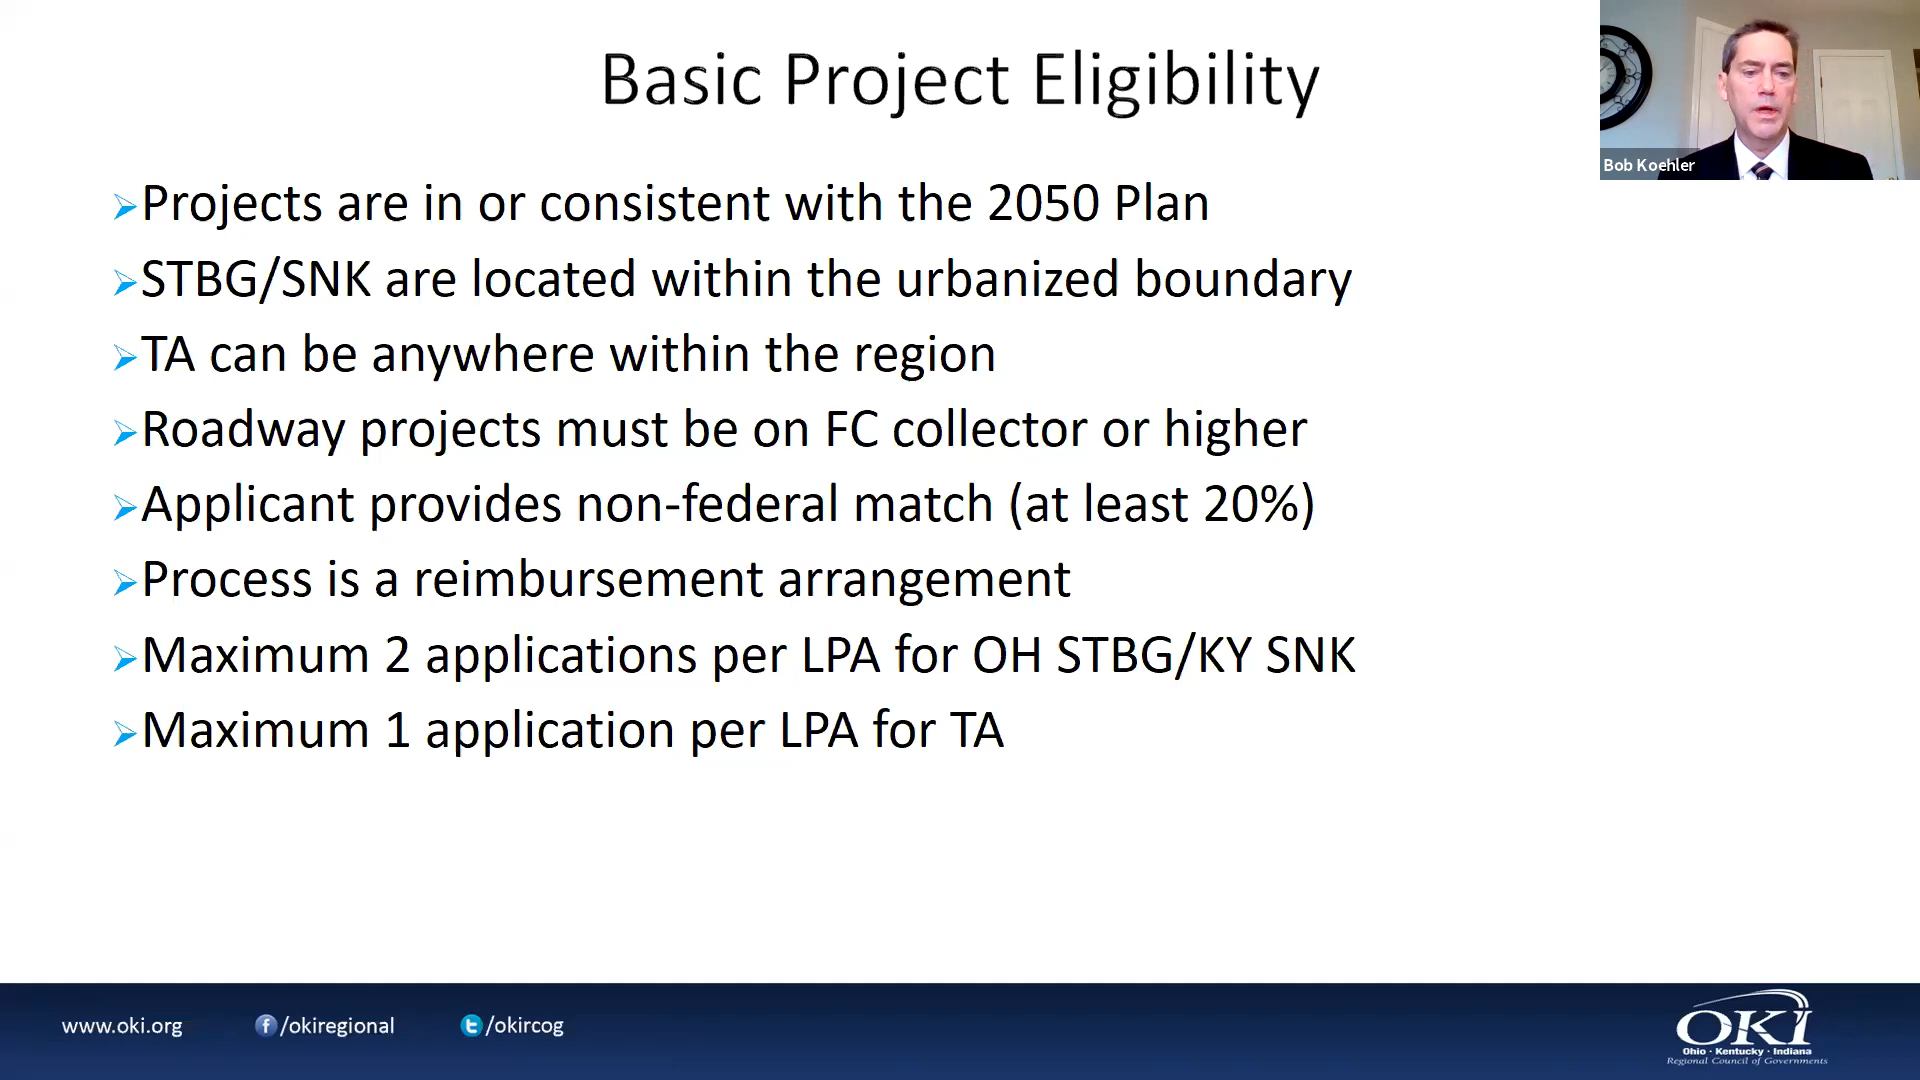 Basic Project Eligibility
Bob Koehler
Projects are in or consistent with the 2050 Plan
STBG/SNK are located within the urbanized boundary
TA can be anywhere within the region
Roadway projects must be on FC collector or higher
Applicant provides non-federal match (at least 20%)
Process is a reimbursement arrangement
Maximum 2 applications per LPA for OH STBG/KY SNK
Maximum 1 application per LPA for TA
www.oki.org
/okiregional
/okircog
OKI
Ohio · Kentucky · Indiana
Regional Council of Governments